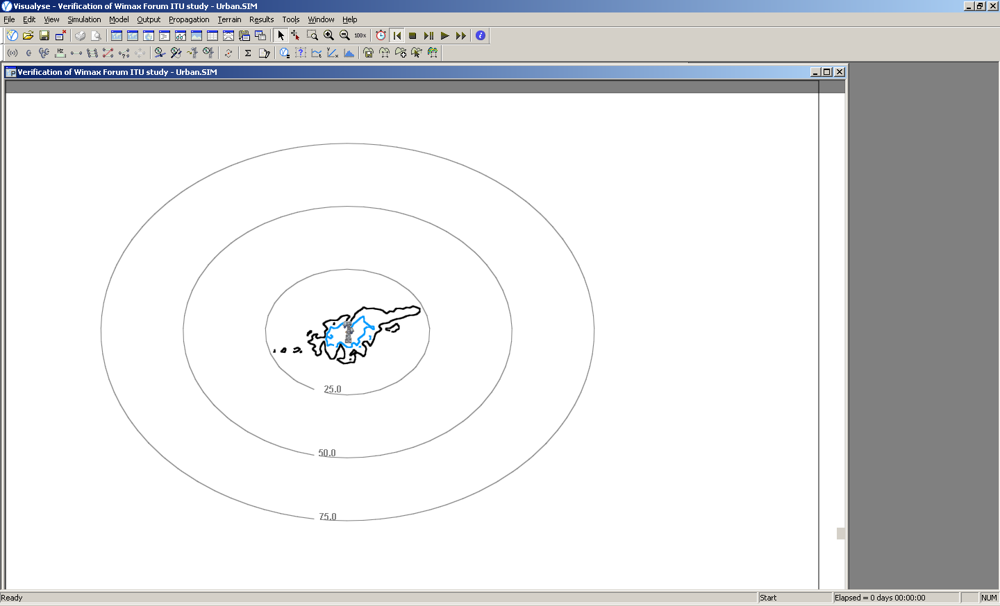 Visualyse - Verification of Wimax Forum ITU study - Urban.SIM
File Edit View Simulation Model Output Propagation Terrain Results Tools Window Help
100%
Hz
Verification of Wimax Forum ITU study - Urban.SIM
25.0
50.0
75.0
Ready Start Elapsed = 0 days 00:00:00 NUM